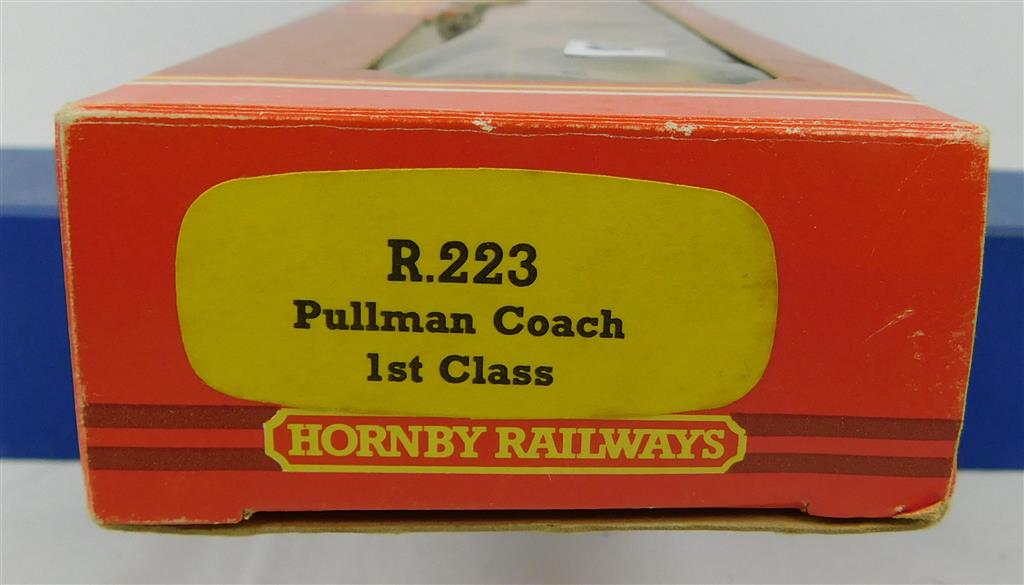 R.223
Pullman Coach
1st Class
HORNBY RAILWAYS